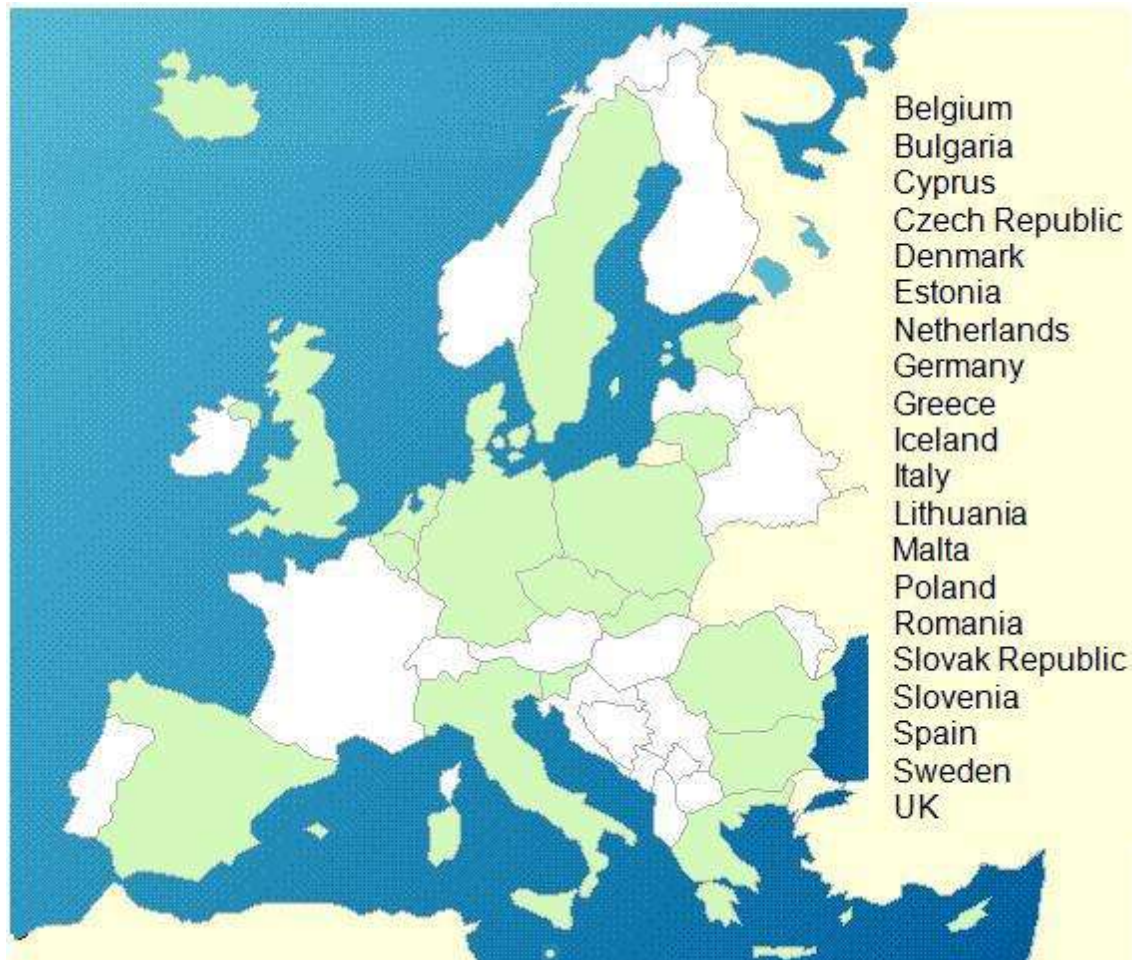 Belgium
Bulgaria
Cyprus
Czech Republic
Denmark
Estonia
Netherlands
Germany
Greece
Iceland
Italy
Lithuania
Malta
Poland
Romania
Slovak Republic
Slovenia
Spain
Sweden
UK